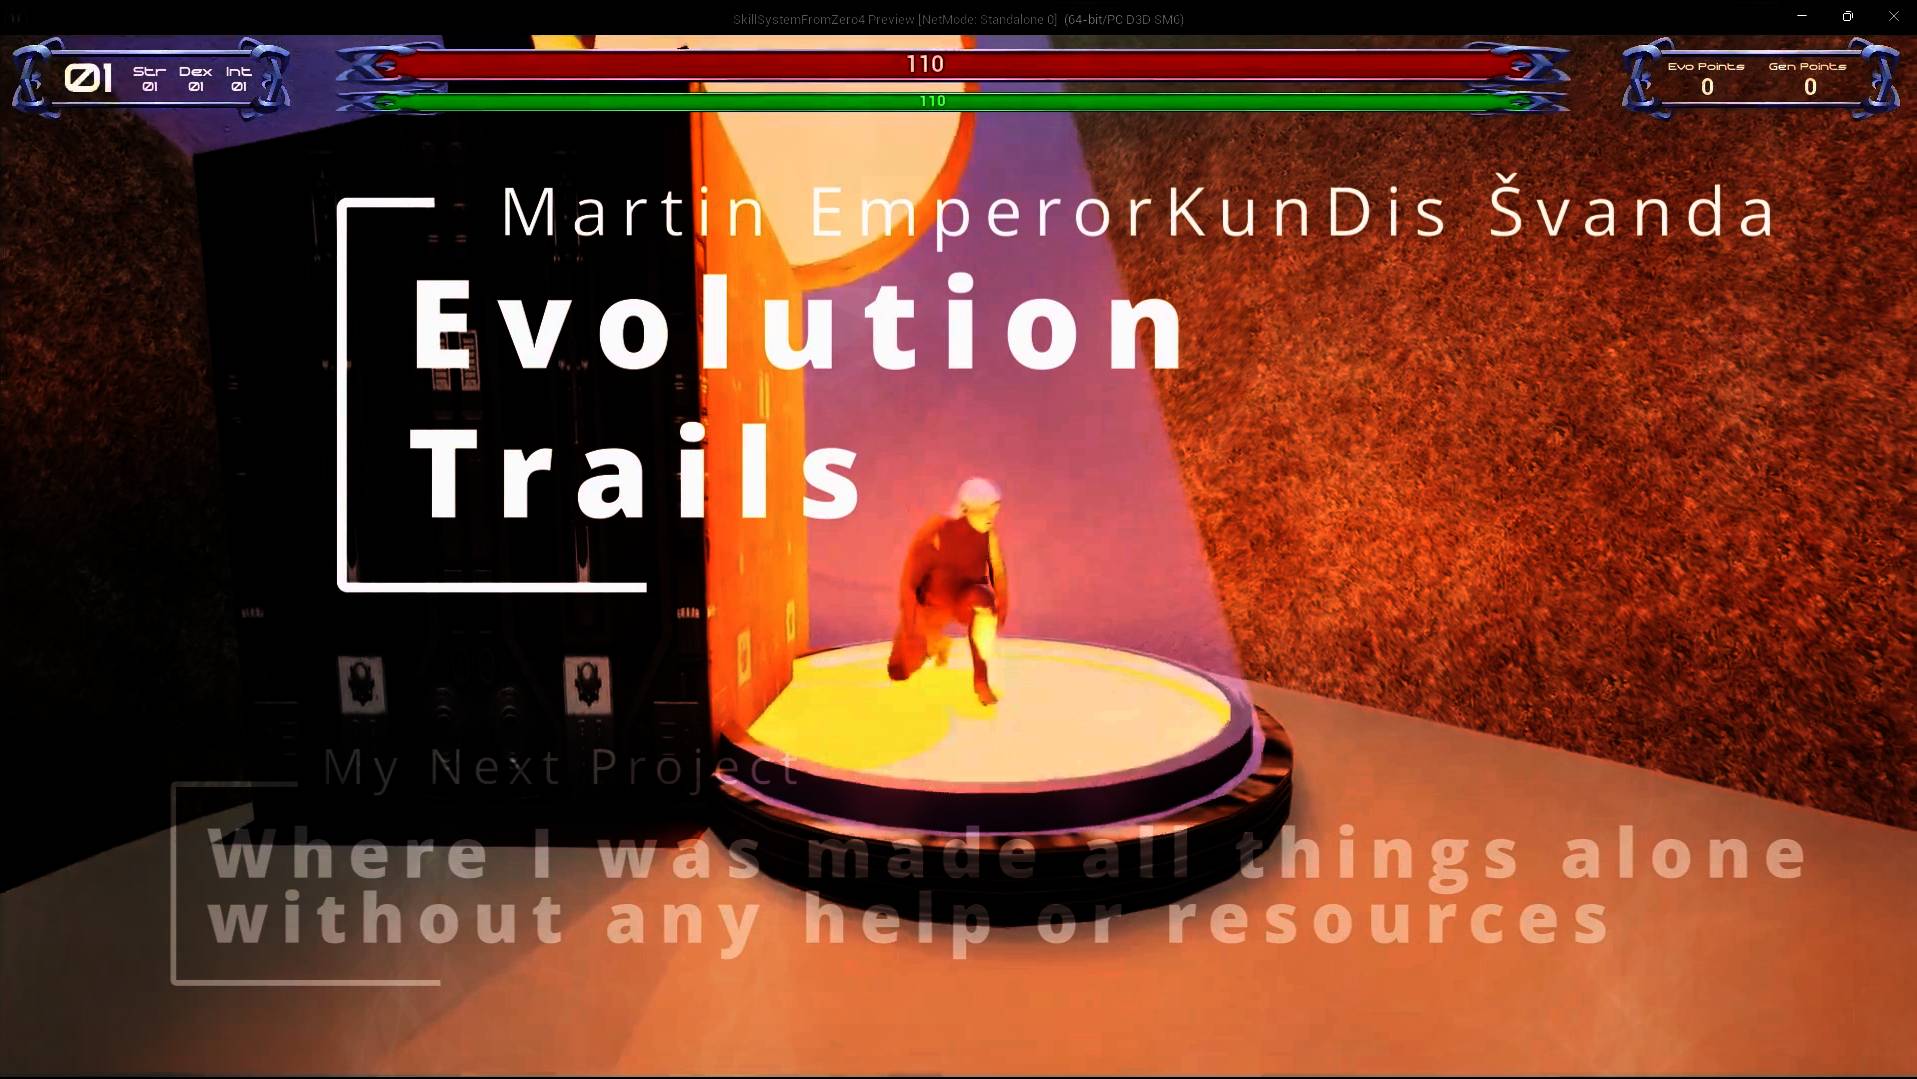 SkillSystemFromZero4 Preview [NetMode: Standalone 0] (64-bit/PC D3D SM6)
01 Str Dex Int
01 01 01
110
110
Evo Points Gen Points
0 0
Martin EmperorKunDis Švanda
Evolution
Trails
My Next Project
Where I was made all things alone
without any help or resources